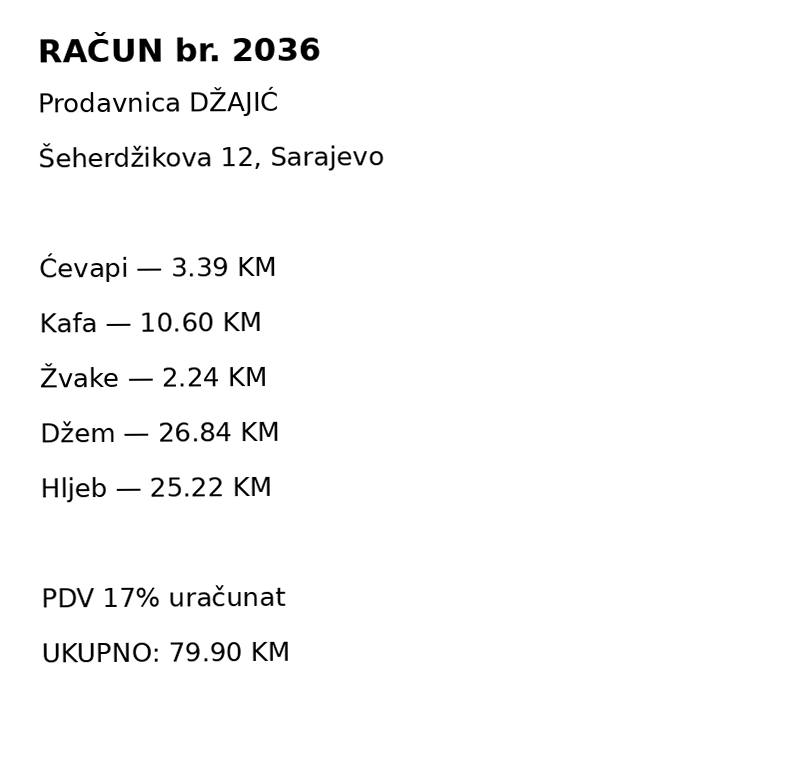 RAČUN br. 2036
Prodavnica DŽAJIĆ
Šeherdžikova 12, Sarajevo
Ćevapi — 3.39 KM
Kafa — 10.60 KM
Žvake — 2.24 KM
Džem — 26.84 KM
Hljeb — 25.22 KM
PDV 17% uračunat
UKUPNO: 79.90 KM